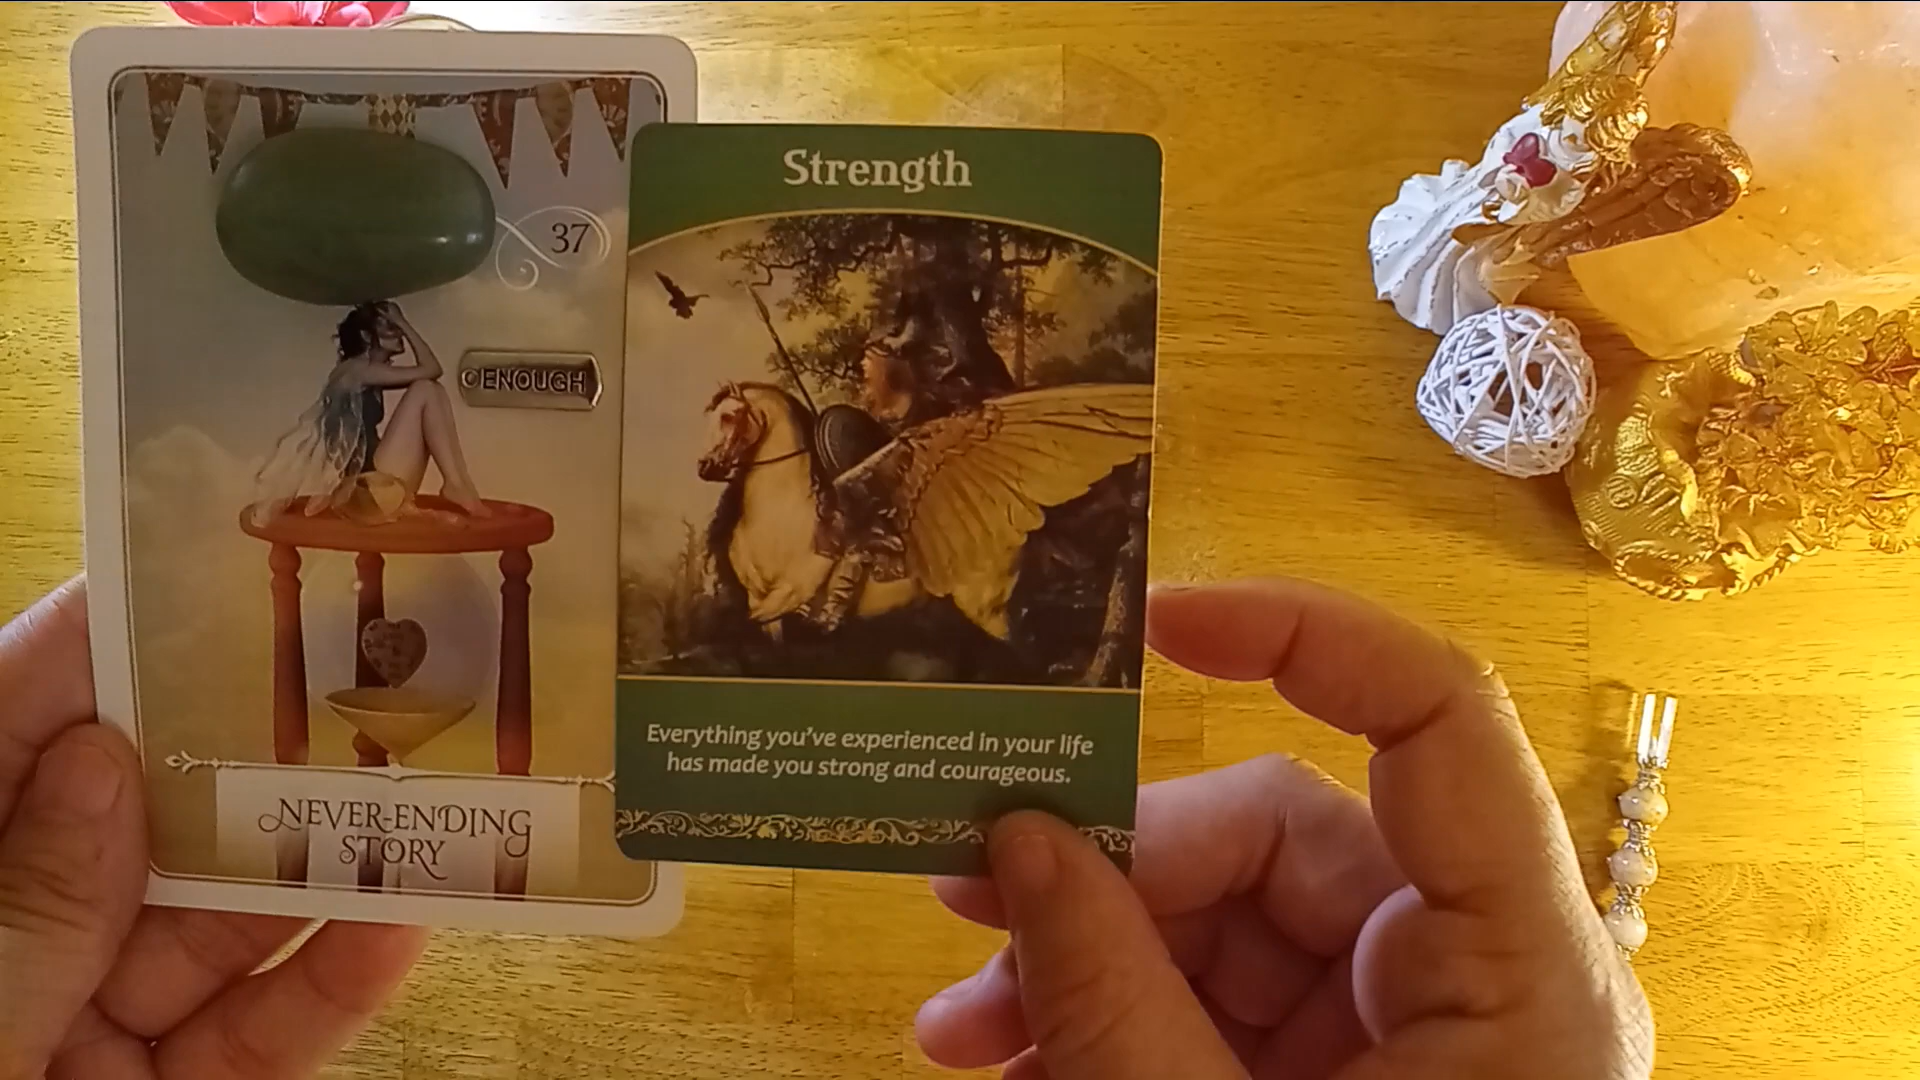 37
ENOUGH
NEVER-ENDING
STORY
Strength
Everything you've experienced in your life
has made you strong and courageous.